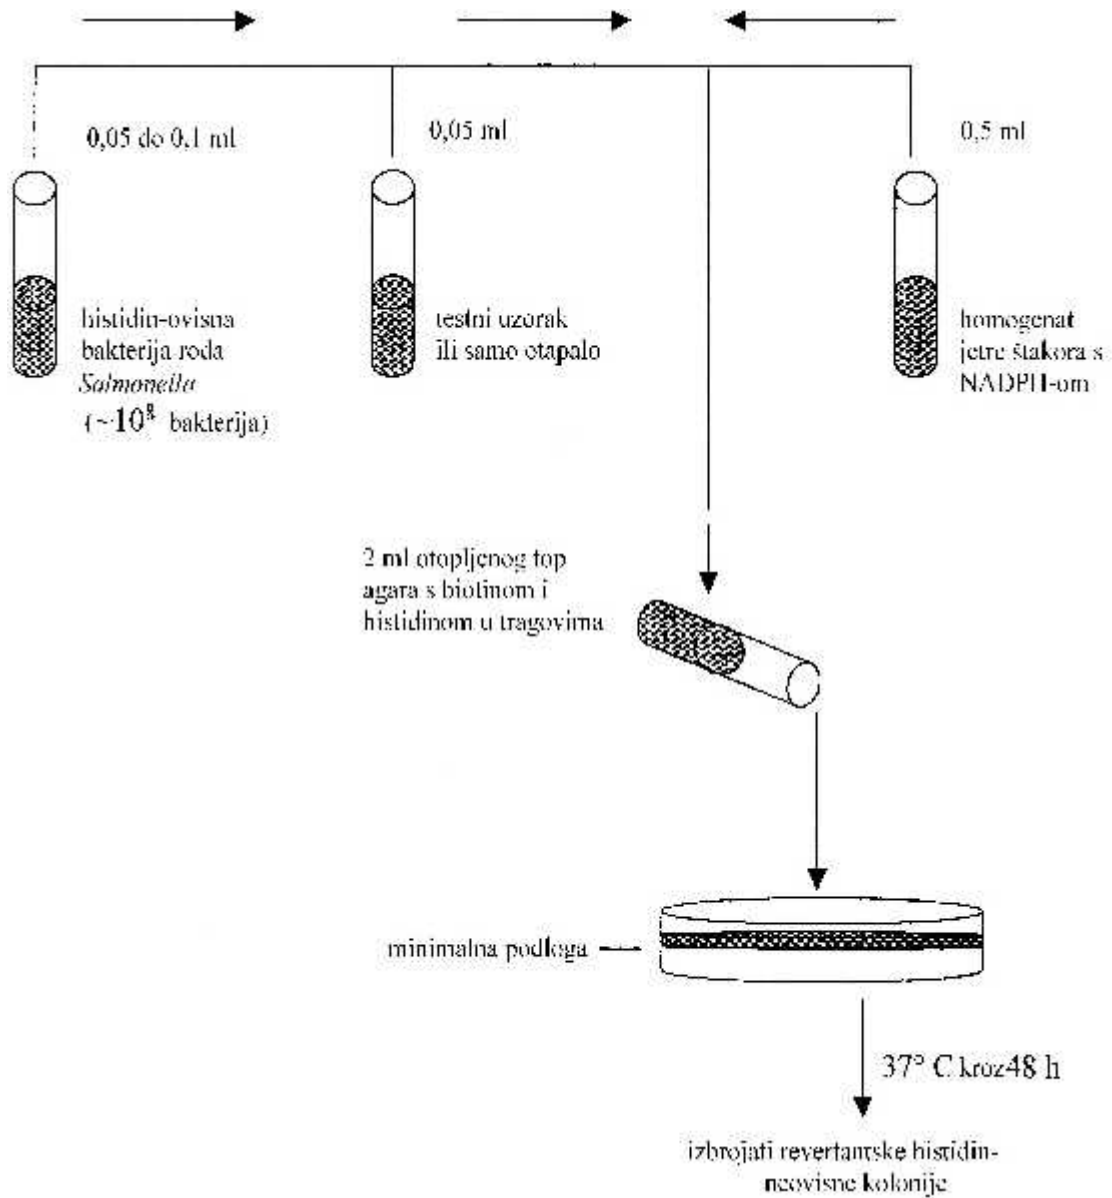 0,05 do 0,1 ml
0,05 ml
0,5 ml
histidin-ovisna
bakterija roda
Salmonella
(~10⁸ bakterija)
testni uzorak
ili samo otapalo
homogenat
jetre štakora s
NADPH-om
2 ml otopljenog top
agara s biotinom i
histidinom u tragovima
minimalna podloga
37° C kroz48 h
izbrojati revertantske histidin-
neovisne kolonije